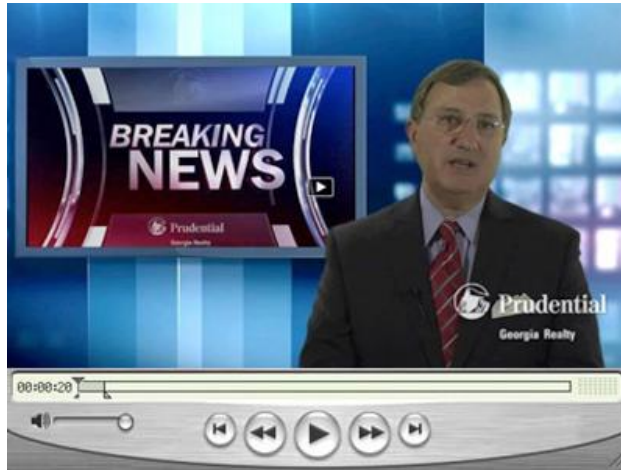 BREAKING
NEWS
Prudential
Georgia Realty
Prudential
Georgia Realty
00:00:20